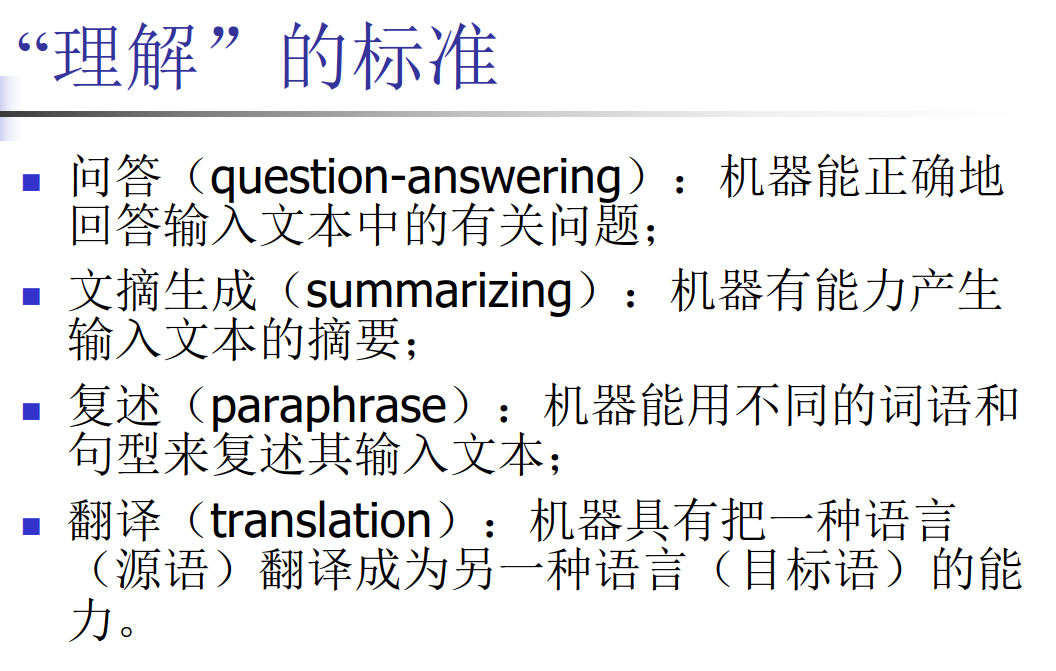 “理解”的标准
问答（question-answering）：机器能正确地
回答输入文本中的有关问题；
文摘生成（summarizing）：机器有能力产生
输入文本的摘要；
复述（paraphrase）：机器能用不同的词语和
句型来复述其输入文本；
翻译（translation）：机器具有把一种语言
（源语）翻译成为另一种语言（目标语）的能
力。